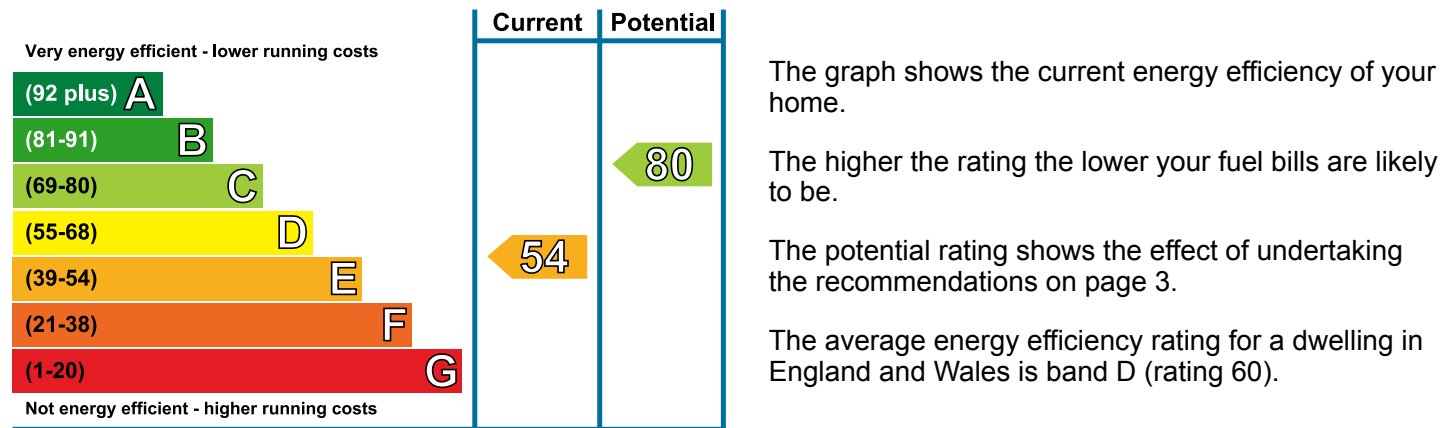 Current Potential
Very energy efficient - lower running costs
(92 plus) A
(81-91) B
(69-80) C
(55-68) D
(39-54) E
(21-38) F
(1-20) G
Not energy efficient - higher running costs
54
80
The graph shows the current energy efficiency of your
home.
The higher the rating the lower your fuel bills are likely
to be.
The potential rating shows the effect of undertaking
the recommendations on page 3.
The average energy efficiency rating for a dwelling in
England and Wales is band D (rating 60).